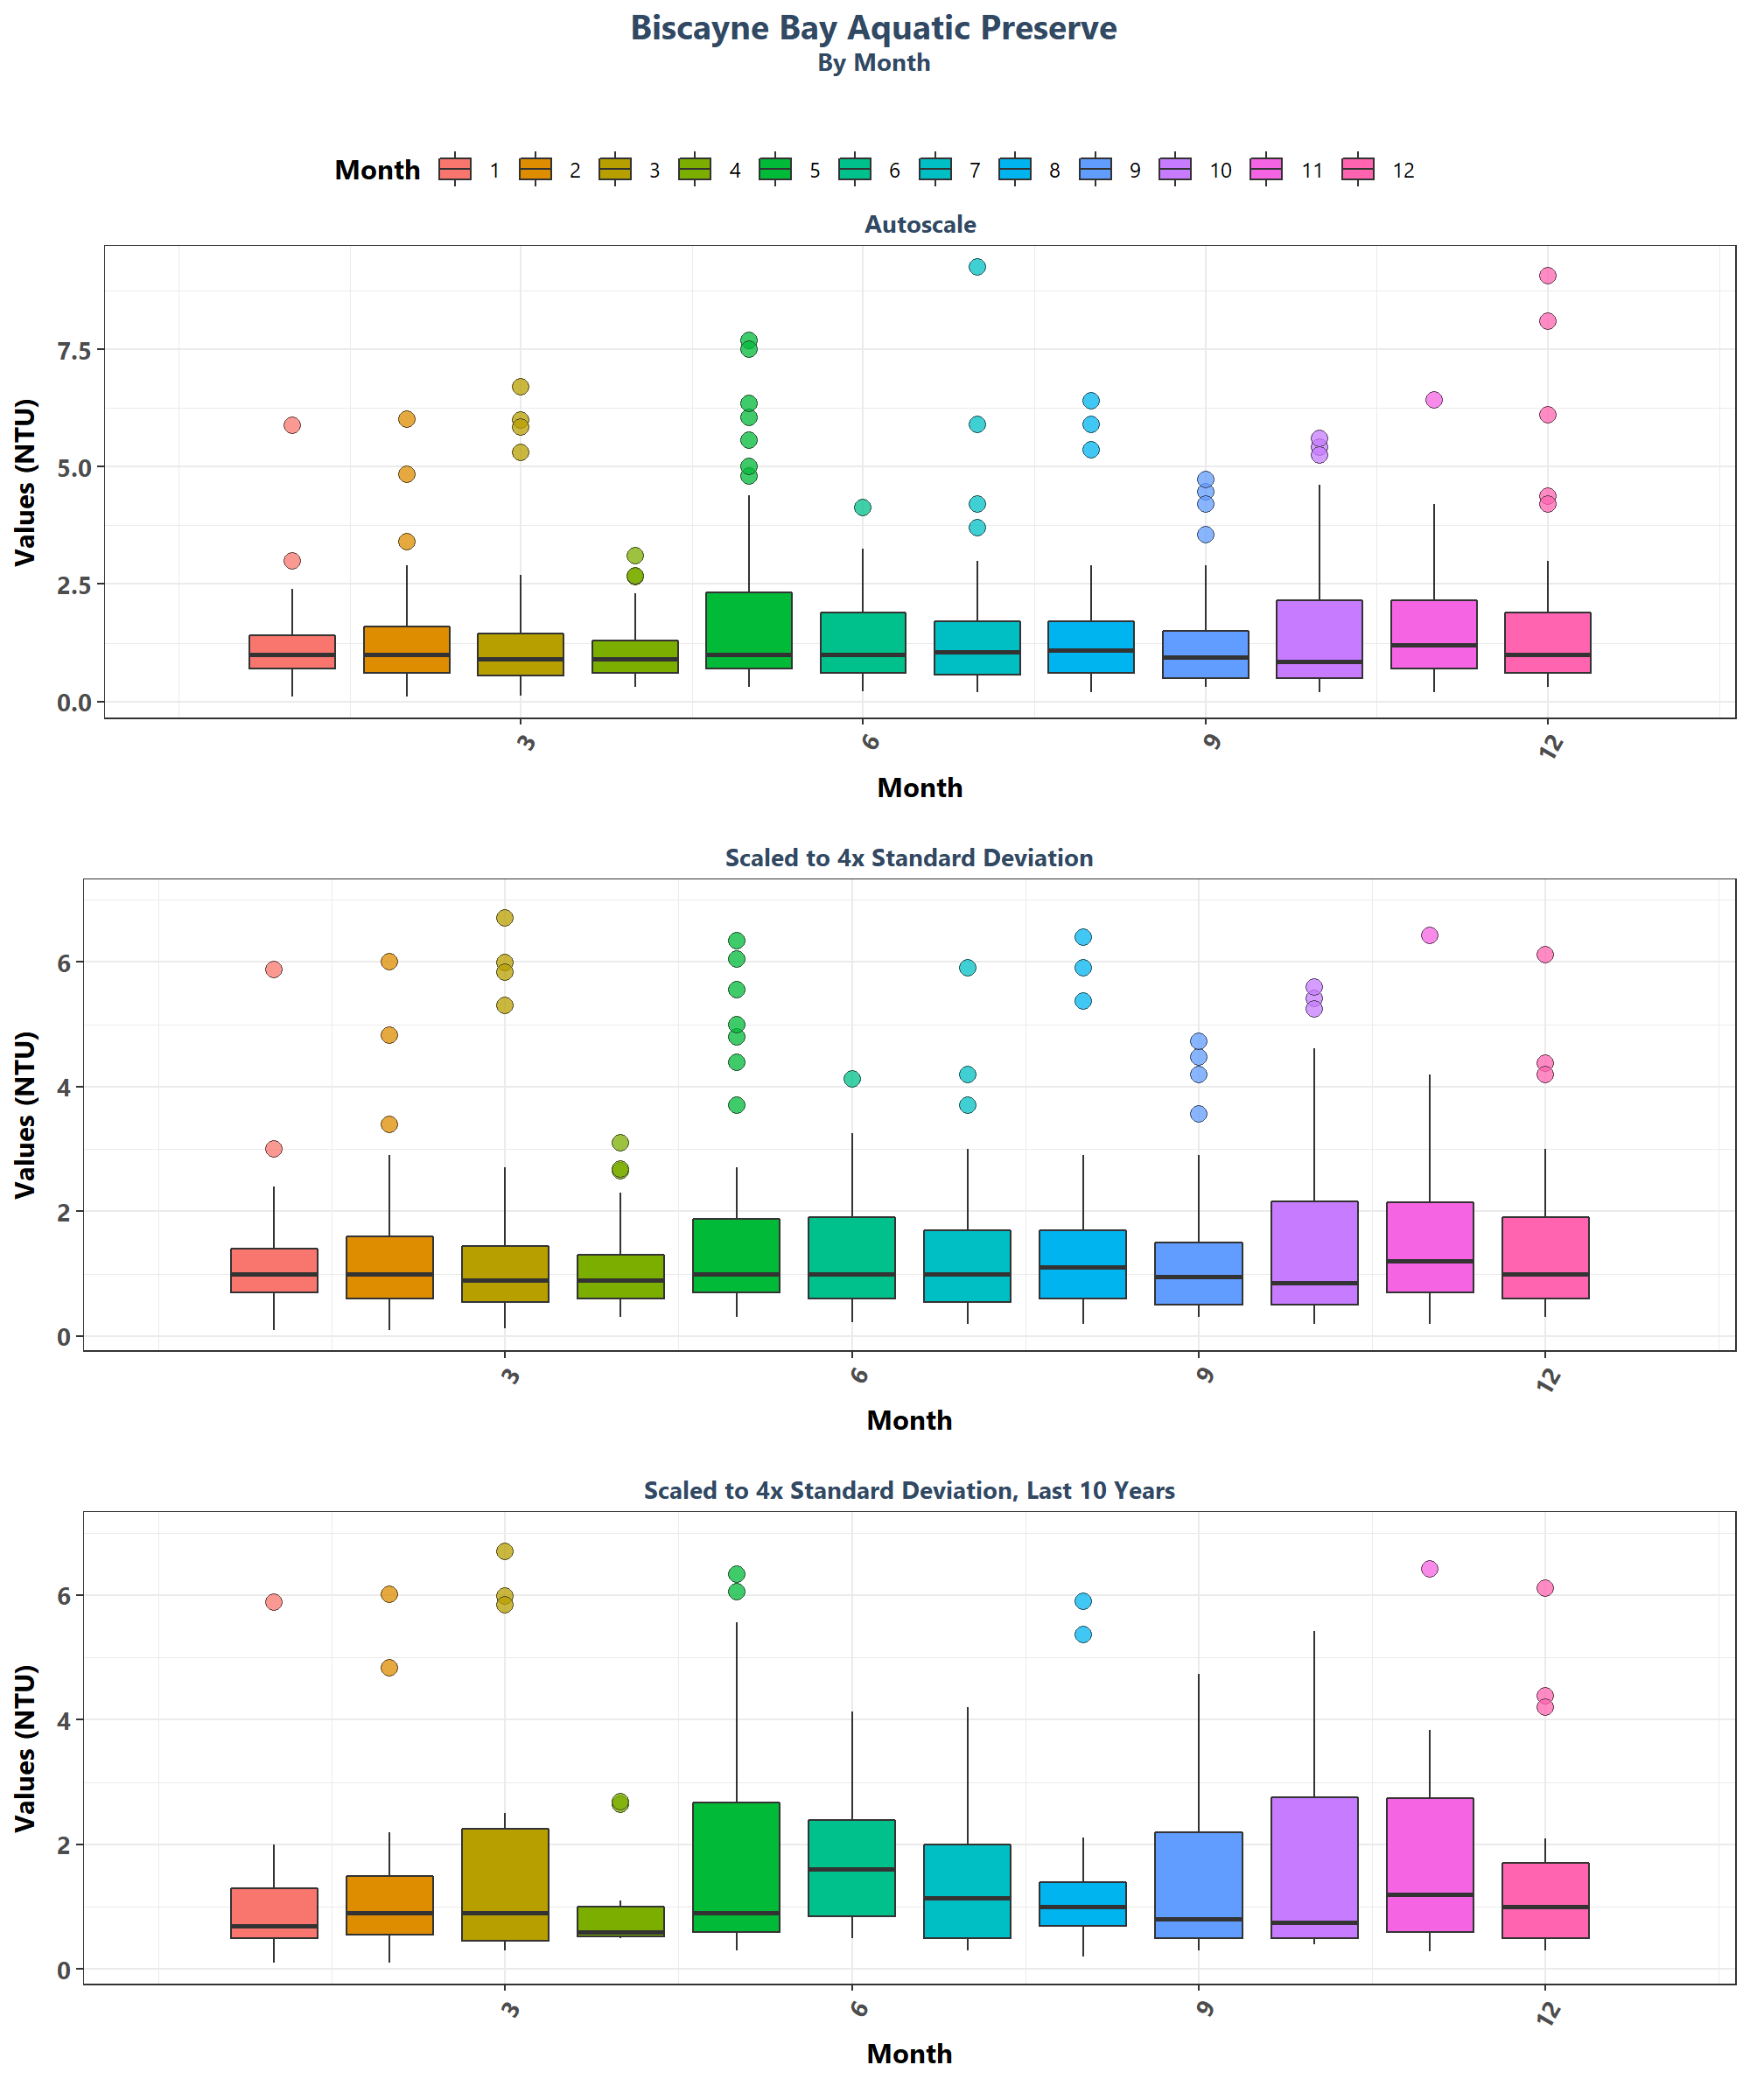 Biscayne Bay Aquatic Preserve
By Month
Month 1 2 3 4 5 6 7 8 9 10 11 12
Autoscale
Values (NTU)
7.5
5.0
2.5
0.0
3 6 9 12
Month
Scaled to 4x Standard Deviation
Values (NTU)
6
4
2
0
3 6 9 12
Month
Scaled to 4x Standard Deviation, Last 10 Years
Values (NTU)
6
4
2
0
3 6 9 12
Month